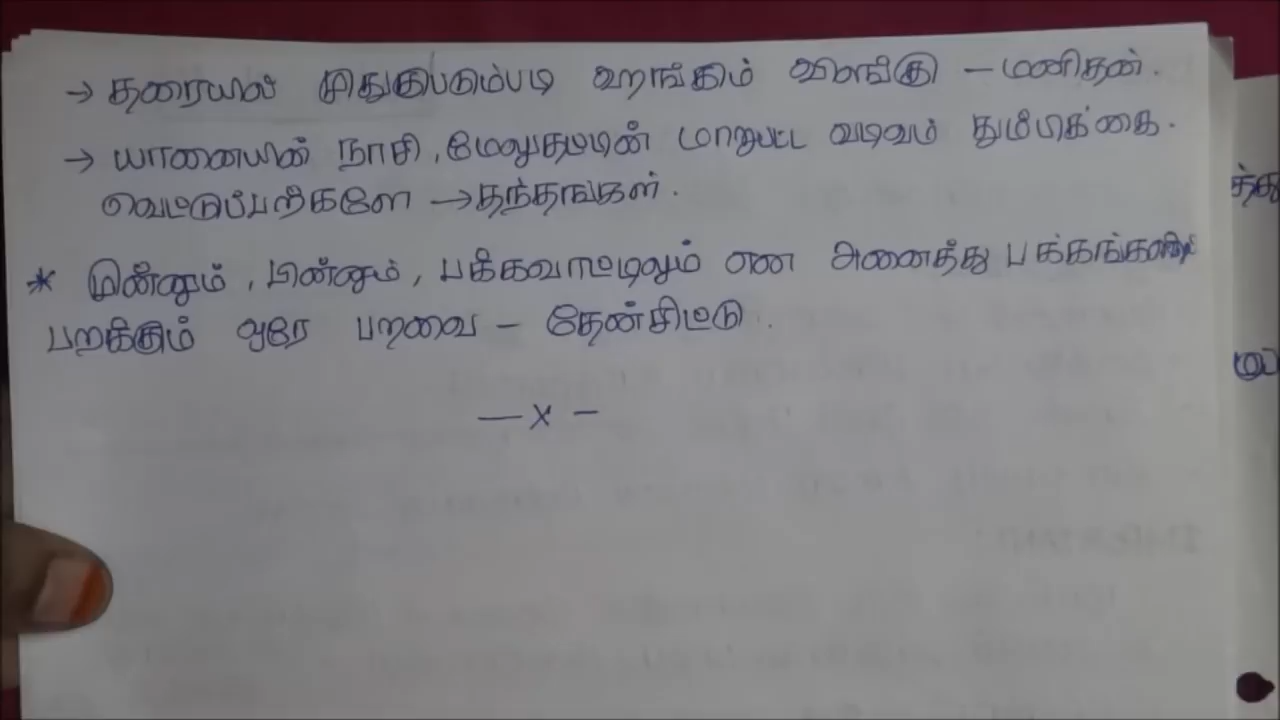 → தரையில் முதுகுபடும்படி உறங்கும் விலங்கு – மனிதன்.
→ யானையின் நாசி, மேலுதட்டின் மாறுபட்ட வடிவம் தும்பிக்கை.
வெட்டுப்பற்களே → தந்தங்கள்.
* முன்னும், பின்னும், பக்கவாட்டிலும் என அனைத்து பக்கங்களிலும்
பறக்கும் ஒரே பறவை – தேன்சிட்டு.
— x –